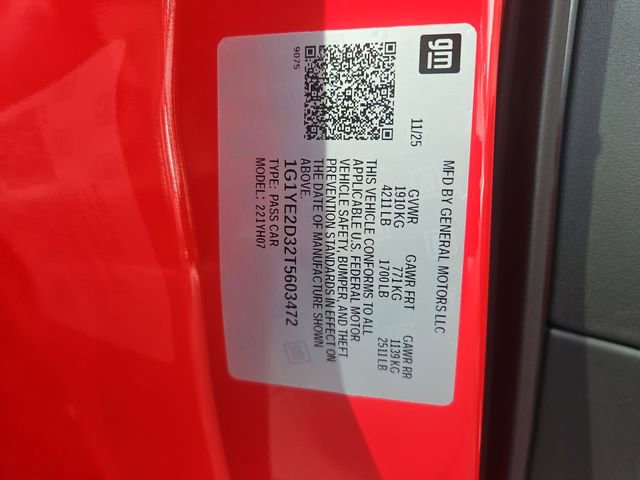 gm
MFD BY GENERAL MOTORS LLC
11/25
GVWR GAWR FRT GAWR RR
1910 KG 771 KG 1139 KG
4211 LB 1700 LB 2511 LB
THIS VEHICLE CONFORMS TO ALL
APPLICABLE U.S. FEDERAL MOTOR
VEHICLE SAFETY, BUMPER, AND THEFT
PREVENTION STANDARDS IN EFFECT ON
THE DATE OF MANUFACTURE SHOWN
ABOVE.
1G1YE2D32T5603472
TYPE: PASS CAR
MODEL: 221YH07
9075